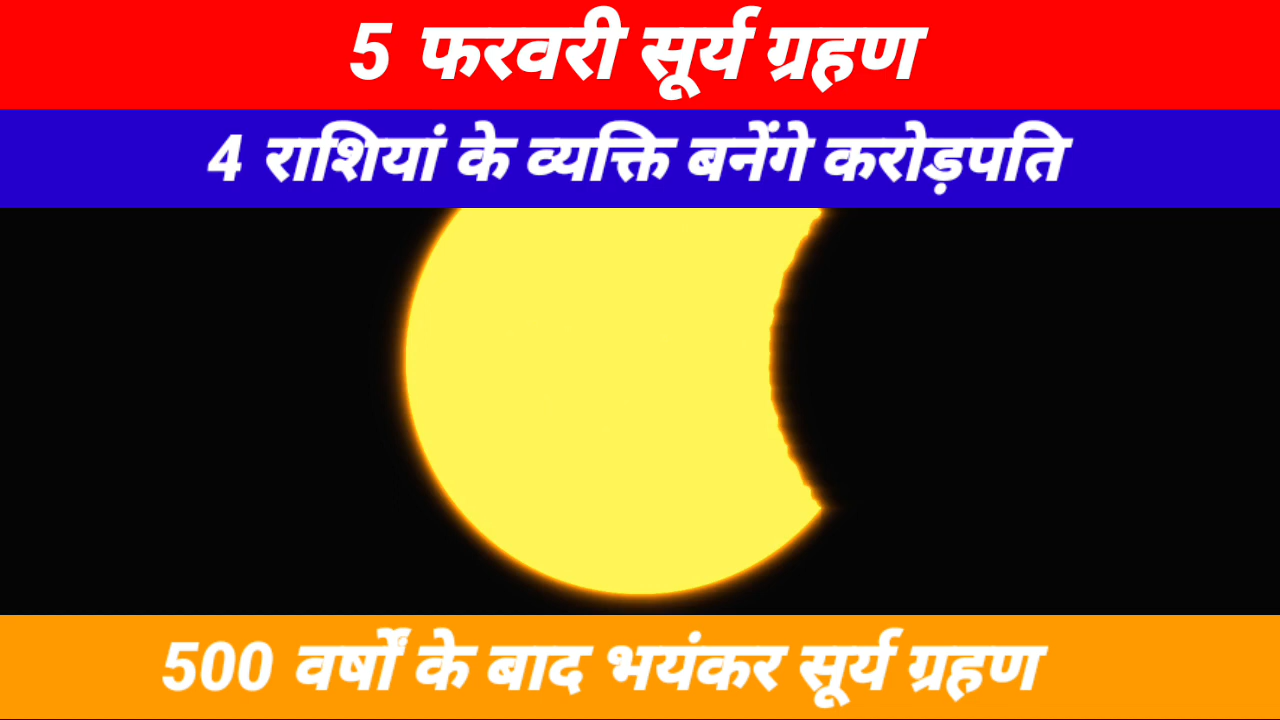 5 फरवरी सूर्य ग्रहण
4 राशियां के व्यक्ति बनेंगे करोड़पति
500 वर्षों के बाद भयंकर सूर्य ग्रहण